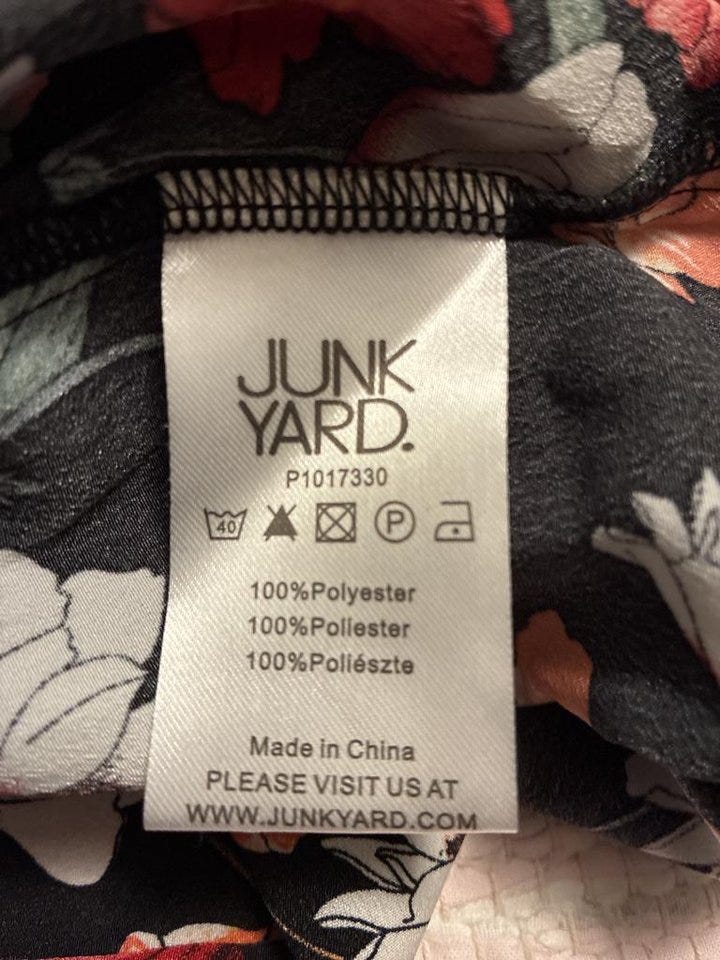 JUNK
YARD.
P1017330
40 P
100%Polyester
100%Poliester
100%Poliészte
Made in China
PLEASE VISIT US AT
WWW.JUNKYARD.COM